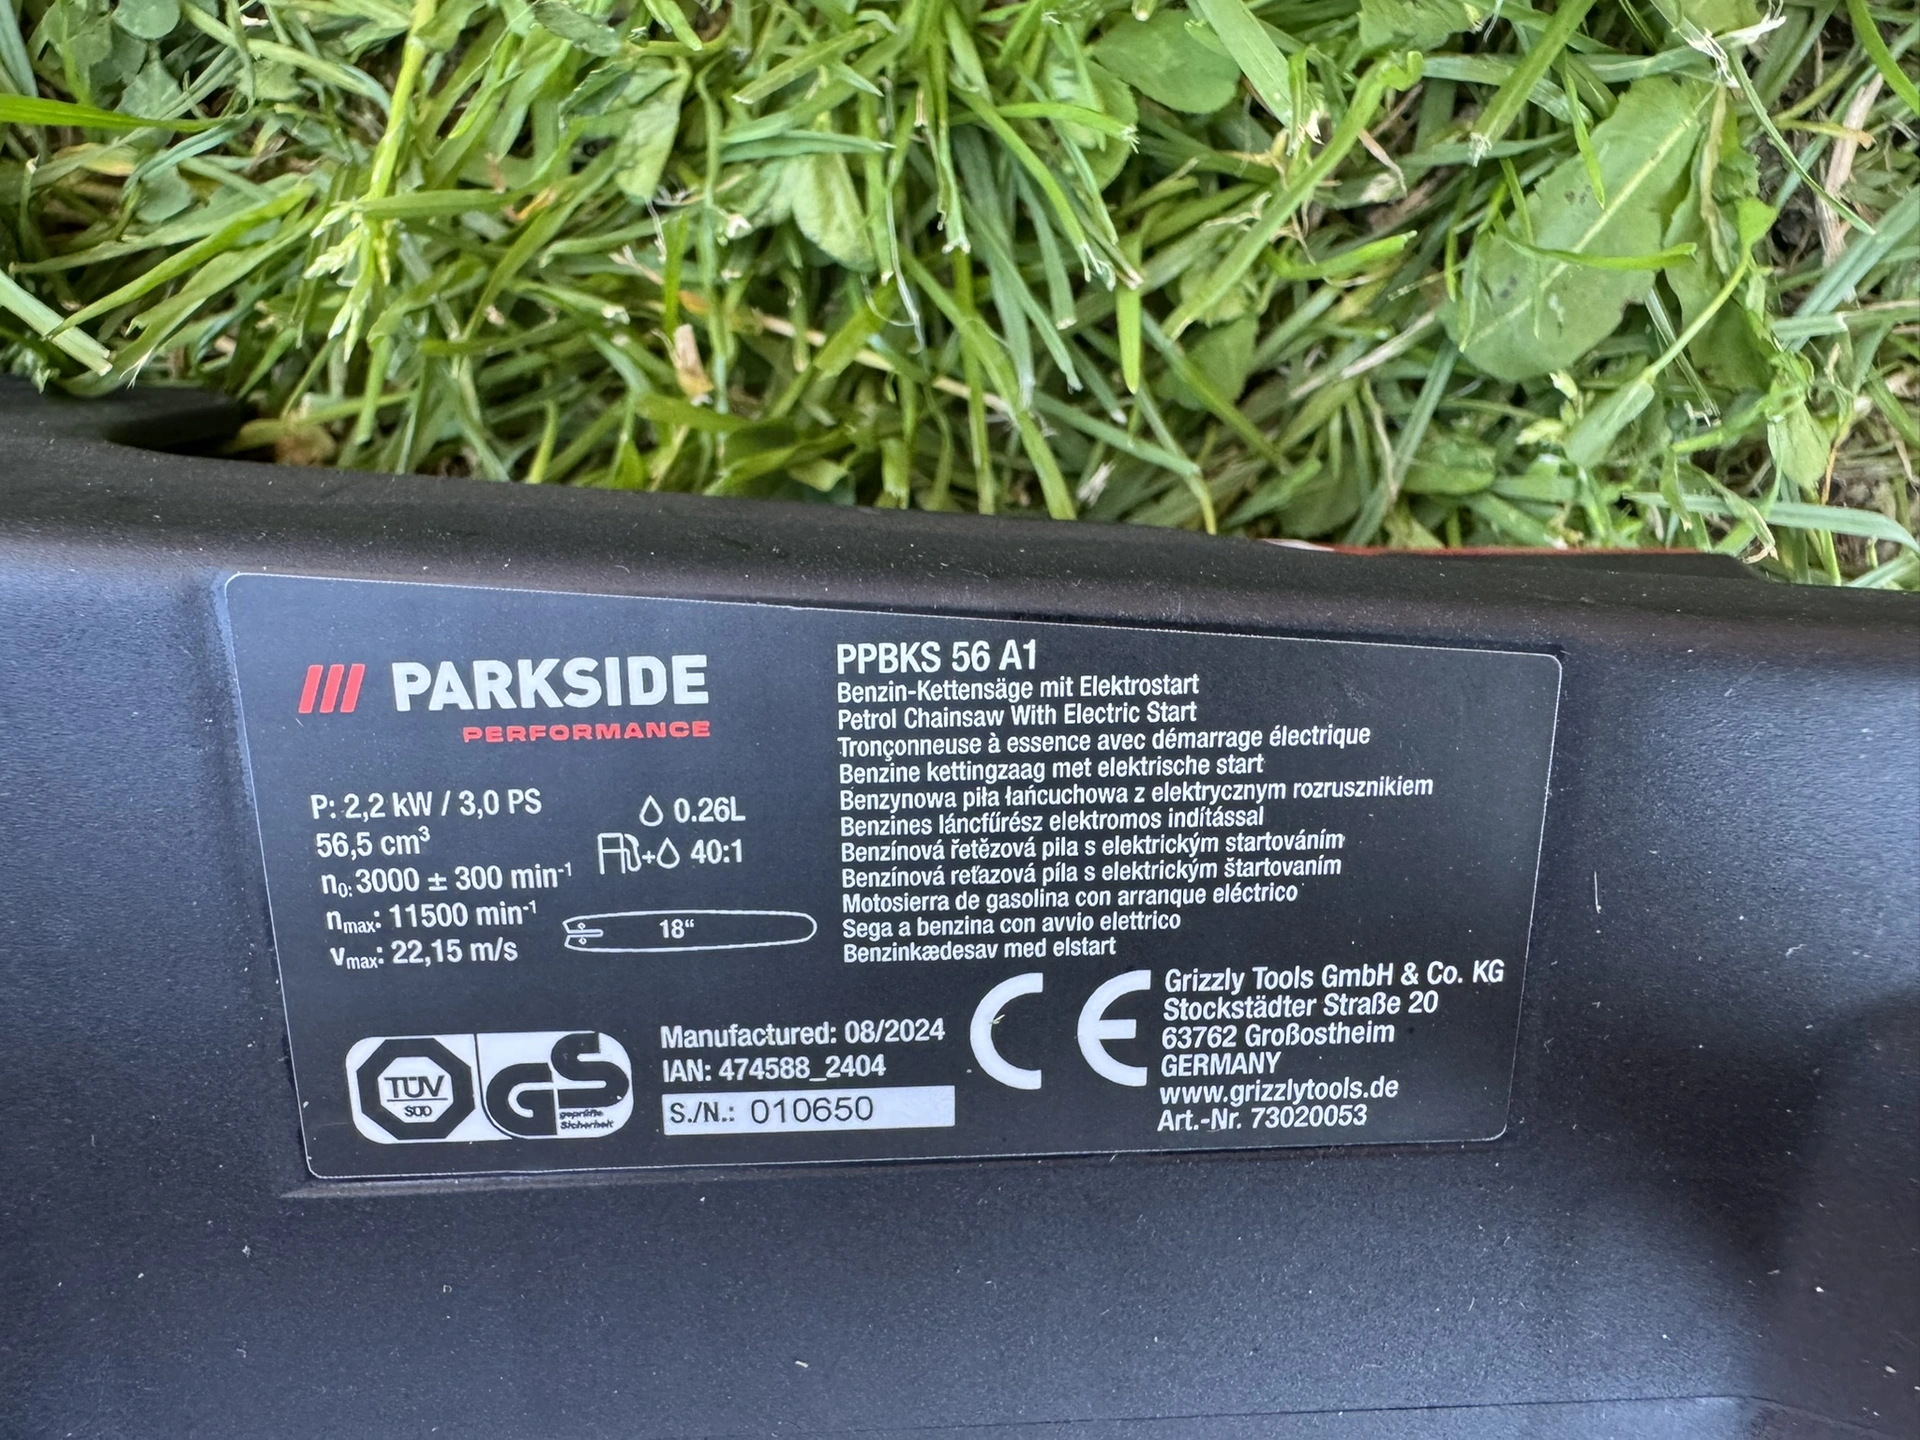 PARKSIDE
PERFORMANCE
P: 2,2 kW / 3,0 PS
56,5 cm³
n0: 3000 ± 300 min-1
nmax: 11500 min-1
vmax: 22,15 m/s
0.26L
+ 40:1
18“
PPBKS 56 A1
Benzin-Kettensäge mit Elektrostart
Petrol Chainsaw With Electric Start
Tronçonneuse à essence avec démarrage électrique
Benzine kettingzaag met elektrische start
Benzynowa piła łańcuchowa z elektrycznym rozrusznikiem
Benzines láncfűrész elektromos indítással
Benzínová řetězová pila s elektrickým startováním
Benzínová reťazová píla s elektrickým štartovaním
Motosierra de gasolina con arranque eléctrico
Sega a benzina con avvio elettrico
Benzinkædesav med elstart
TÜV
SÜD
GS
geprüfte
Sicherheit
Manufactured: 08/2024
IAN: 474588_2404
S./N.: 010650
CE
Grizzly Tools GmbH & Co. KG
Stockstädter Straße 20
63762 Großostheim
GERMANY
www.grizzlytools.de
Art.-Nr. 73020053